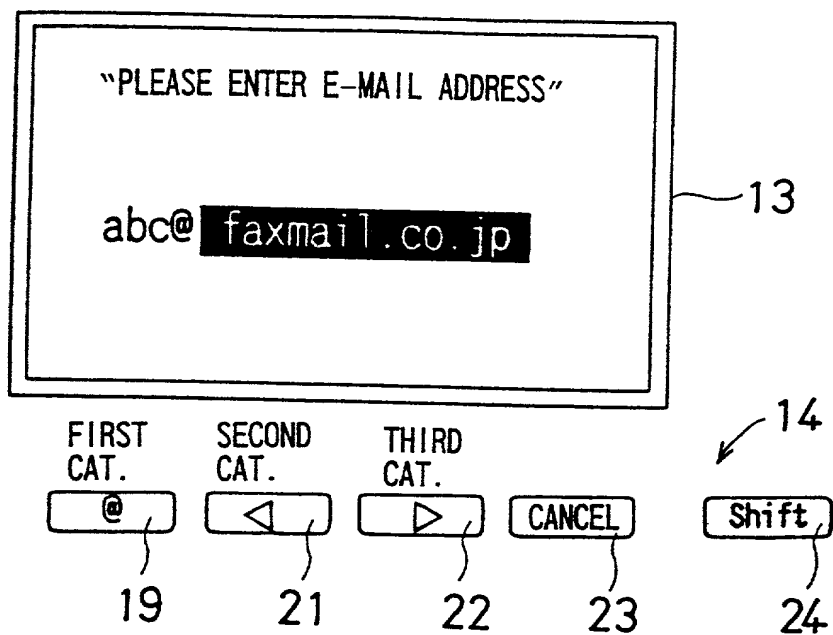 “PLEASE ENTER E-MAIL ADDRESS”
abc@ faxmail.co.jp
13
14
FIRST CAT. SECOND CAT. THIRD CAT.
@ ◁ ▷ CANCEL Shift
19 21 22 23 24